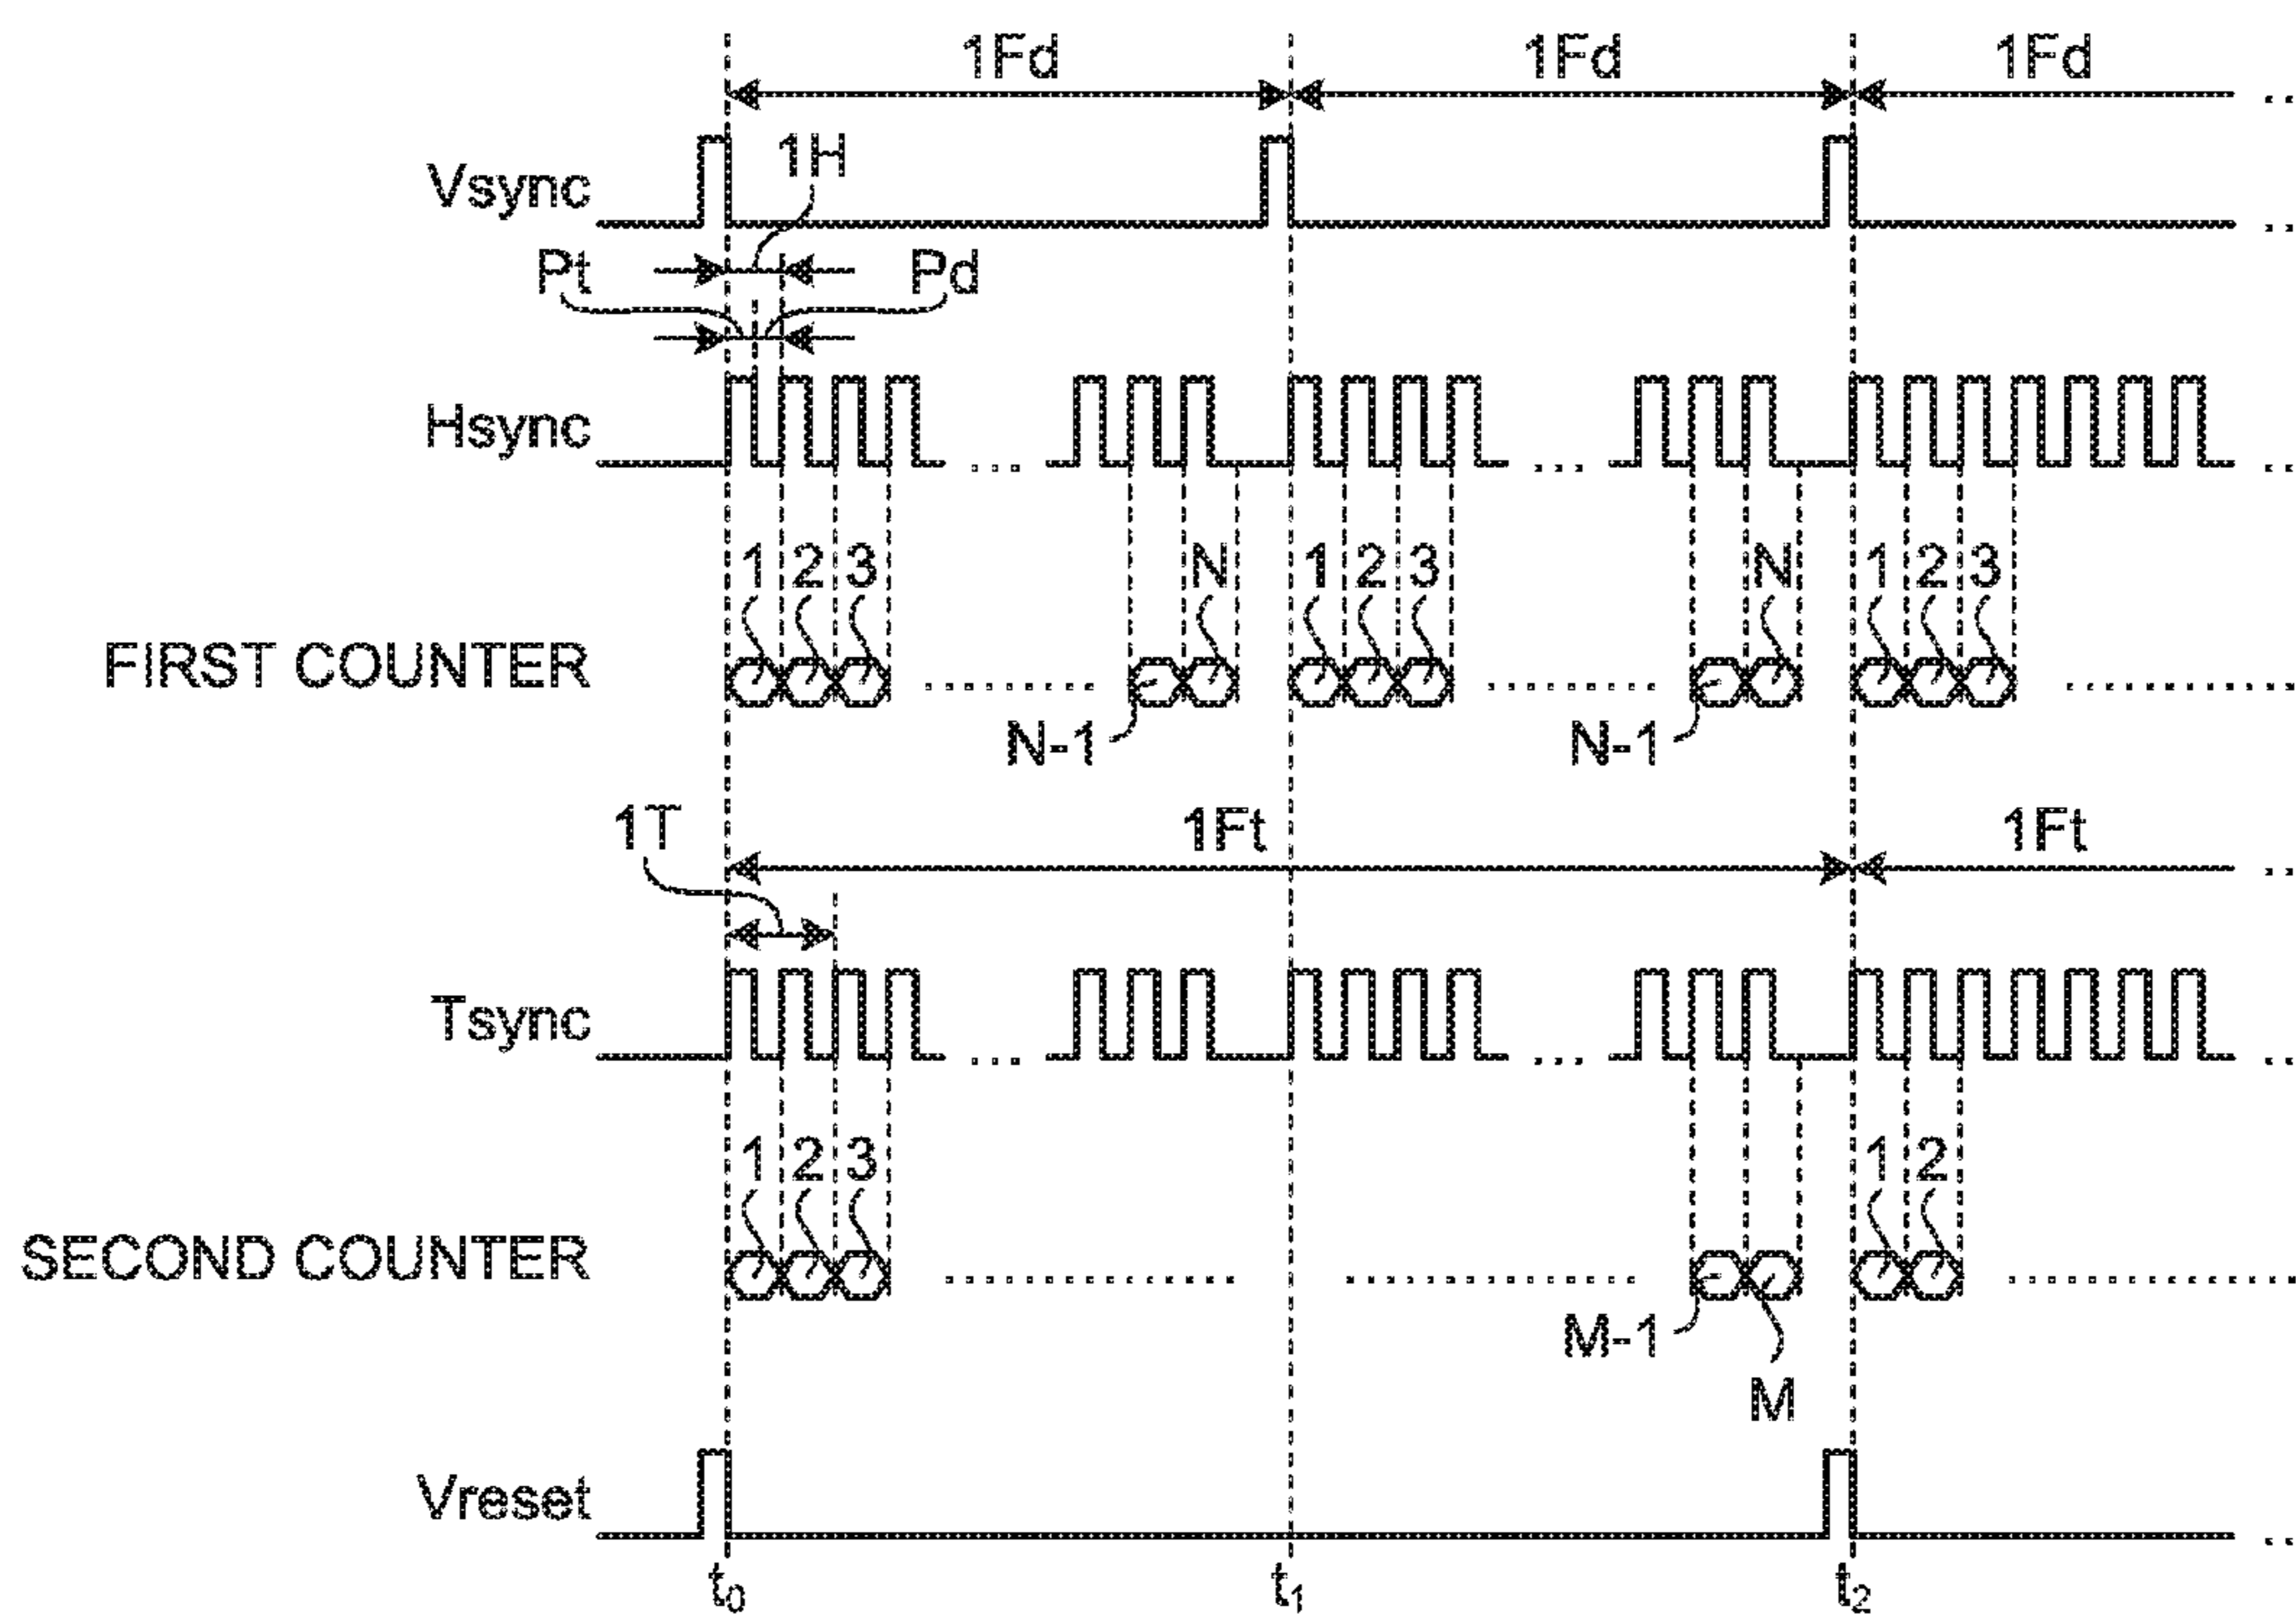 1Fd 1Fd 1Fd
1H
Vsync
Pt Pd
Hsync
1 2 3 N 1 2 3 N 1 2 3
FIRST COUNTER
N-1 N-1
1T 1Ft 1Ft
Tsync
1 2 3 1 2
SECOND COUNTER
M-1
M
Vreset
t0 t1 t2